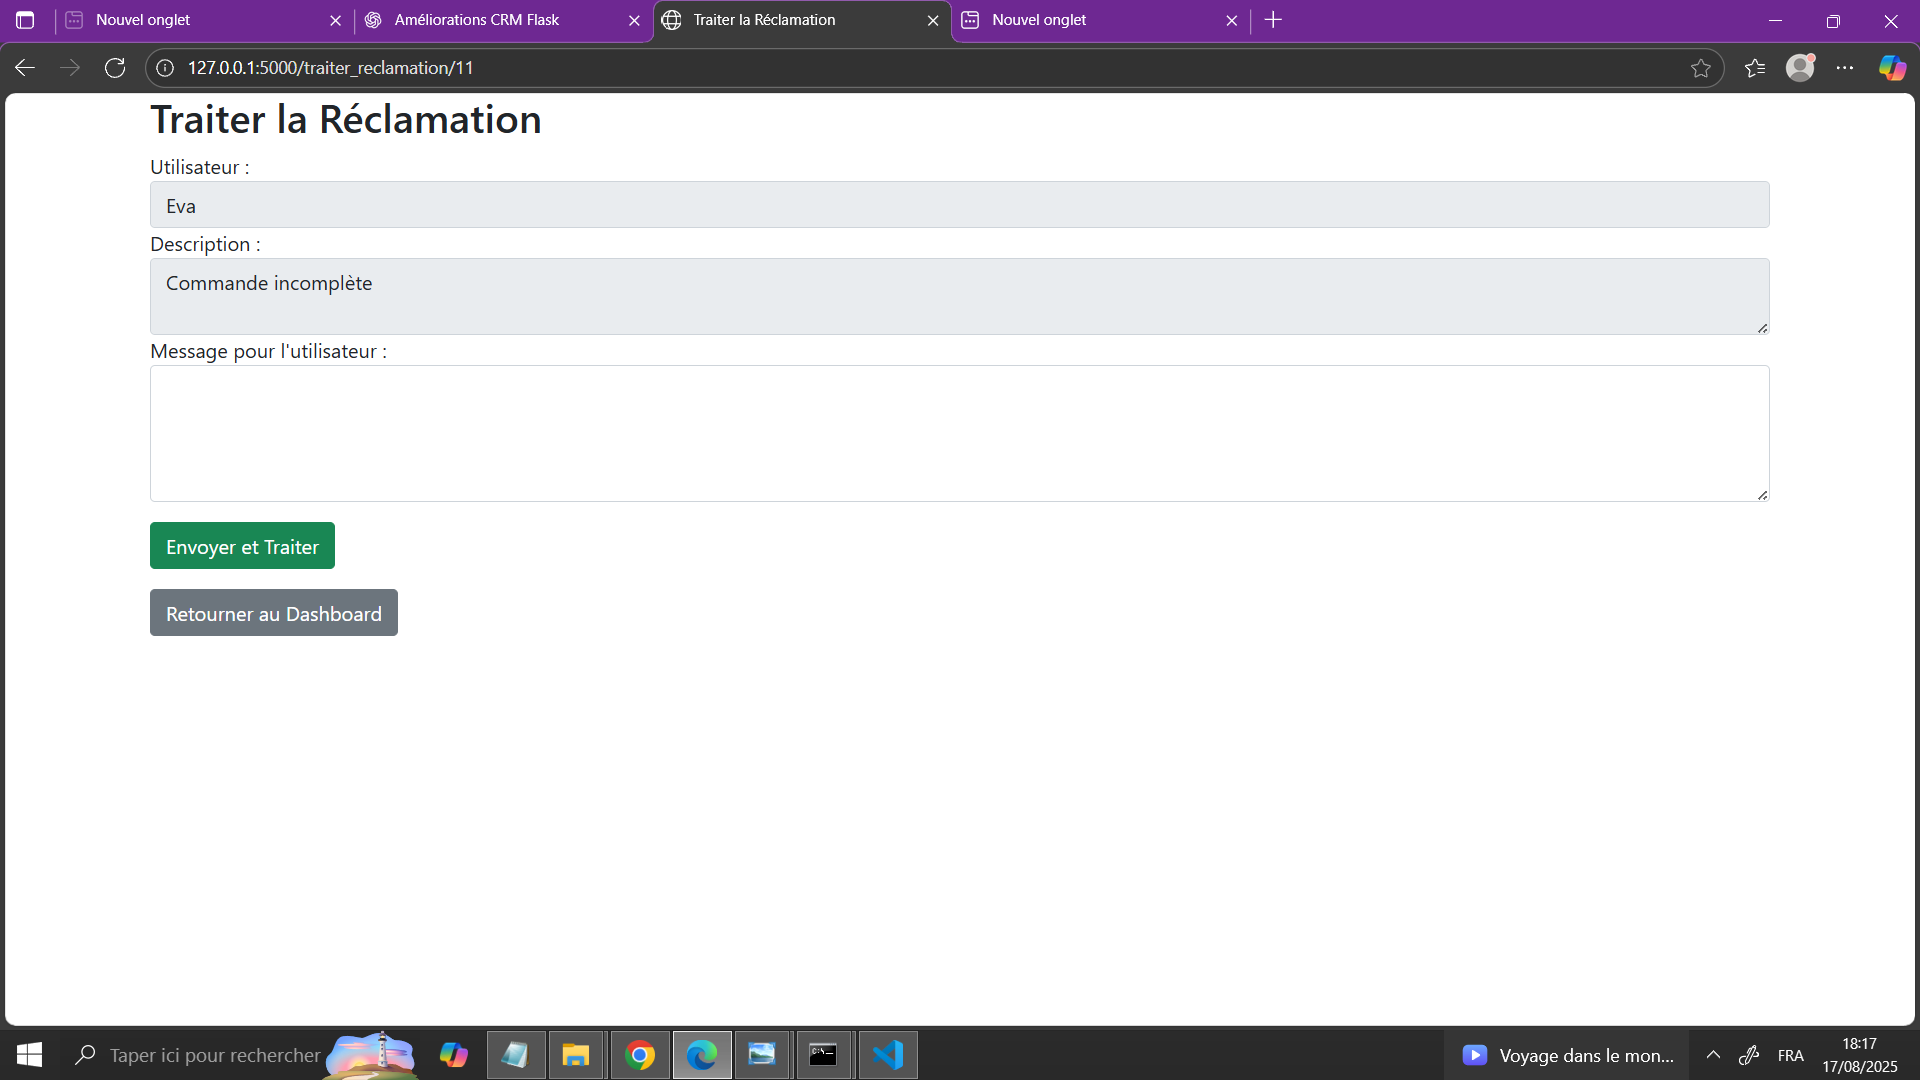 Nouvel onglet
Améliorations CRM Flask
Traiter la Réclamation
Nouvel onglet
127.0.0.1:5000/traiter_reclamation/11
Traiter la Réclamation
Utilisateur :
Eva
Description :
Commande incomplète
Message pour l'utilisateur :
Envoyer et Traiter
Retourner au Dashboard
Taper ici pour rechercher
Voyage dans le mon...
FRA
18:17
17/08/2025